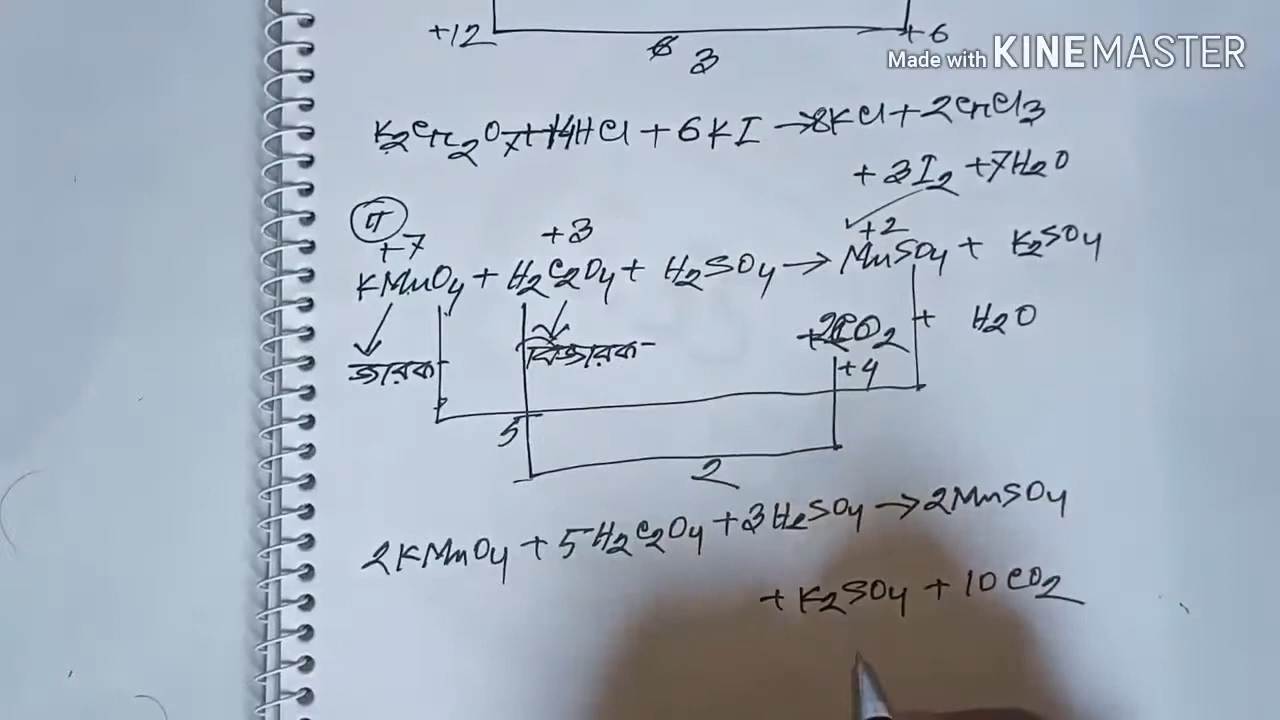 +12 3 +6
Made with KINEMASTER
K2Cr2O7+14HCl + 6KI → 8KCl + 2CrCl3
+ 3I2 + 7H2O
+7 +3 +2
KMnO4 + H2C2O4 + H2SO4 → MnSO4 + K2SO4
+2CO2 + H2O
জারক বিজারক +4
5
2
2KMnO4 + 5H2C2O4 + 3H2SO4 → 2MnSO4
+ K2SO4 + 10CO2